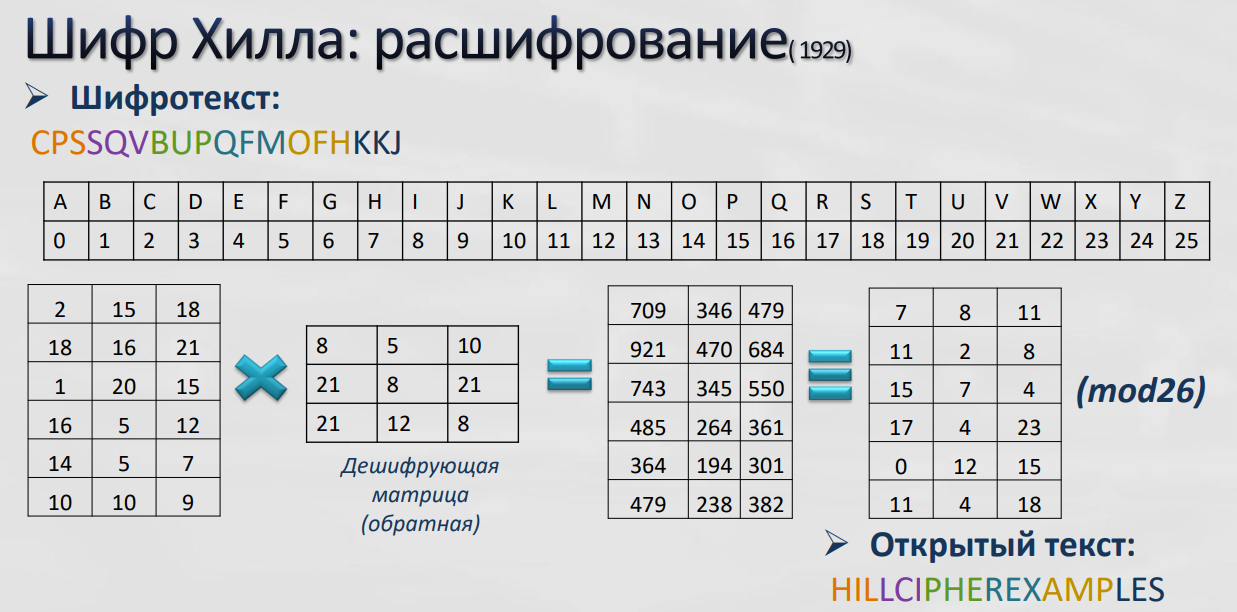 Шифр Хилла: расшифрование( 1929)
➢ Шифротекст:
CPSSQVBUPQFMOFHKKJ
A B C D E F G H I J K L M N O P Q R S T U V W X Y Z
0 1 2 3 4 5 6 7 8 9 10 11 12 13 14 15 16 17 18 19 20 21 22 23 24 25
2 15 18
18 16 21
1 20 15
16 5 12
14 5 7
10 10 9
8 5 10
21 8 21
21 12 8
Дешифрующая
матрица
(обратная)
709 346 479
921 470 684
743 345 550
485 264 361
364 194 301
479 238 382
7 8 11
11 2 8
15 7 4
17 4 23
0 12 15
11 4 18
(mod26)
➢ Открытый текст:
HILLCIPHEREXAMPLES